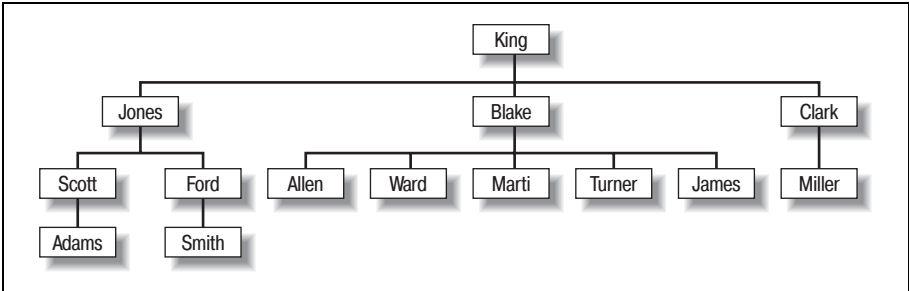 King
Jones Blake Clark
Scott Ford Allen Ward Marti Turner James Miller
Adams Smith